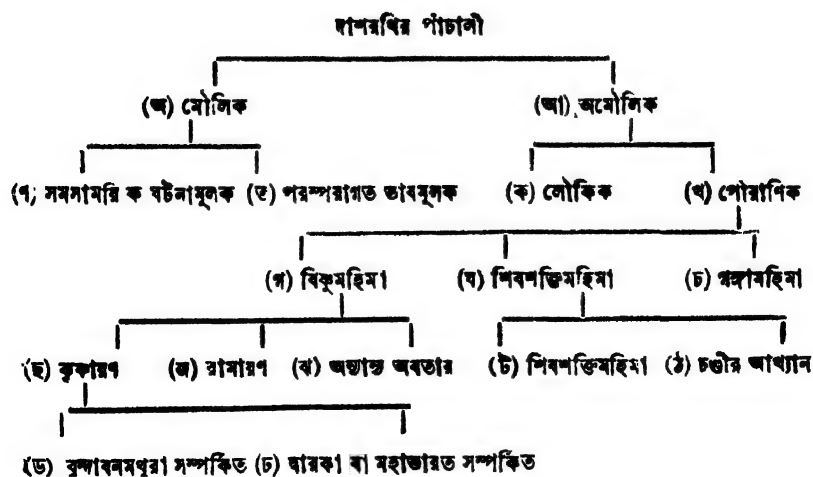 দাশরথির পাঁচালী
(অ) মৌলিক (আ) অমৌলিক
(ণ) সমসাময়িক ঘটনামূলক (ত) পরম্পরাগত ভাবমূলক (ক) লৌকিক (খ) পৌরাণিক
(গ) বিষ্ণুমহিমা (ঘ) শিবশক্তিমহিমা (চ) গঙ্গামহিমা
(ছ) কৃষ্ণায়ণ (জ) রামায়ণ (ঝ) অন্যান্য অবতার (ট) শিবশক্তিমহিমা (ঠ) চণ্ডীর আখ্যান
(ড) বৃন্দাবনমথুরা সম্পর্কিত (ঢ) দ্বারকা বা মহাভারত সম্পর্কিত